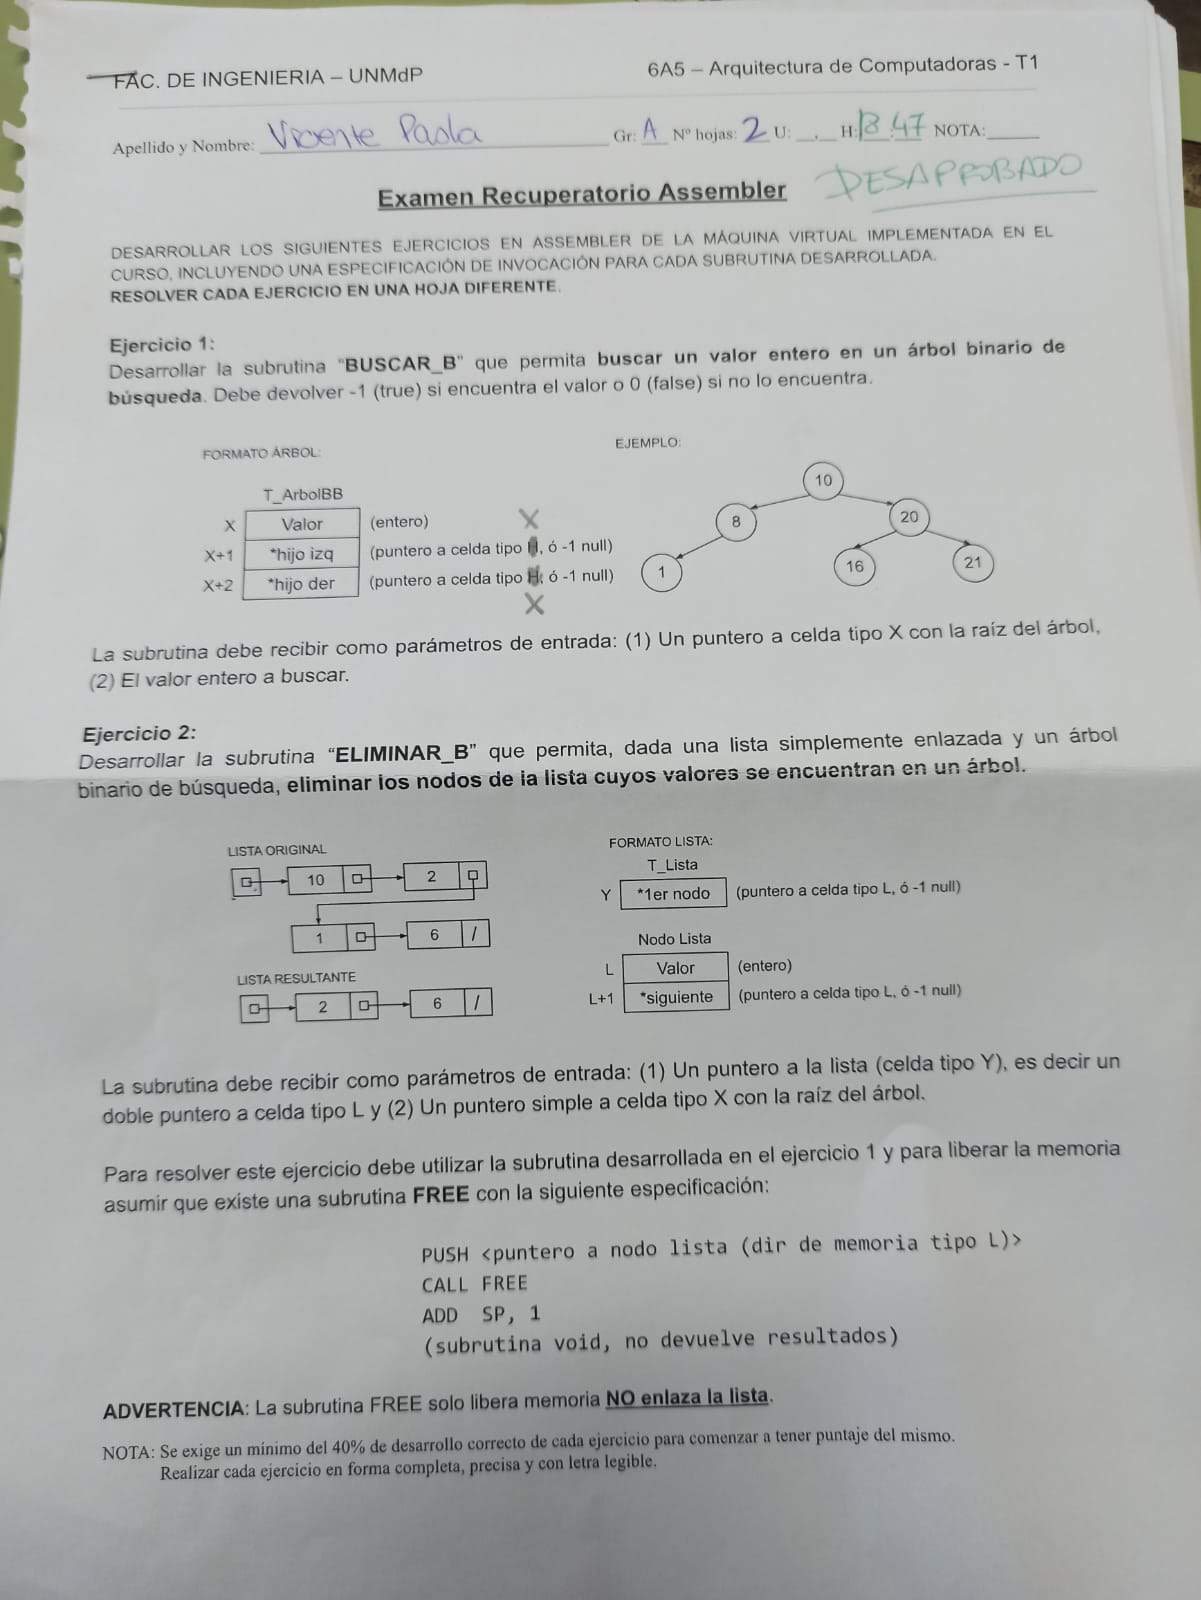 FAC. DE INGENIERIA – UNMdP
6A5 – Arquitectura de Computadoras - T1
Apellido y Nombre: Vicente Paola Gr: A Nº hojas: 2 U: __.__ H: 18:47 NOTA:______
DESAPROBADO
Examen Recuperatorio Assembler
DESARROLLAR LOS SIGUIENTES EJERCICIOS EN ASSEMBLER DE LA MÁQUINA VIRTUAL IMPLEMENTADA EN EL
CURSO, INCLUYENDO UNA ESPECIFICACIÓN DE INVOCACIÓN PARA CADA SUBRUTINA DESARROLLADA.
RESOLVER CADA EJERCICIO EN UNA HOJA DIFERENTE.
Ejercicio 1:
Desarrollar la subrutina "BUSCAR_B" que permita buscar un valor entero en un árbol binario de
búsqueda. Debe devolver -1 (true) si encuentra el valor o 0 (false) si no lo encuentra.
FORMATO ÁRBOL:
T_ArbolBB
X Valor (entero) X
X+1 *hijo izq (puntero a celda tipo H, ó -1 null)
X+2 *hijo der (puntero a celda tipo H, ó -1 null)
X
EJEMPLO:
10
8 20
1 16 21
La subrutina debe recibir como parámetros de entrada: (1) Un puntero a celda tipo X con la raíz del árbol,
(2) El valor entero a buscar.
Ejercicio 2:
Desarrollar la subrutina “ELIMINAR_B” que permita, dada una lista simplemente enlazada y un árbol
binario de búsqueda, eliminar los nodos de la lista cuyos valores se encuentran en un árbol.
LISTA ORIGINAL
10 2
1 6 /
LISTA RESULTANTE
2 6 /
FORMATO LISTA:
T_Lista
Y *1er nodo (puntero a celda tipo L, ó -1 null)
Nodo Lista
L Valor (entero)
L+1 *siguiente (puntero a celda tipo L, ó -1 null)
La subrutina debe recibir como parámetros de entrada: (1) Un puntero a la lista (celda tipo Y), es decir un
doble puntero a celda tipo L y (2) Un puntero simple a celda tipo X con la raíz del árbol.
Para resolver este ejercicio debe utilizar la subrutina desarrollada en el ejercicio 1 y para liberar la memoria
asumir que existe una subrutina FREE con la siguiente especificación:
PUSH <puntero a nodo lista (dir de memoria tipo L)>
CALL FREE
ADD SP, 1
(subrutina void, no devuelve resultados)
ADVERTENCIA: La subrutina FREE solo libera memoria NO enlaza la lista.
NOTA: Se exige un mínimo del 40% de desarrollo correcto de cada ejercicio para comenzar a tener puntaje del mismo.
Realizar cada ejercicio en forma completa, precisa y con letra legible.